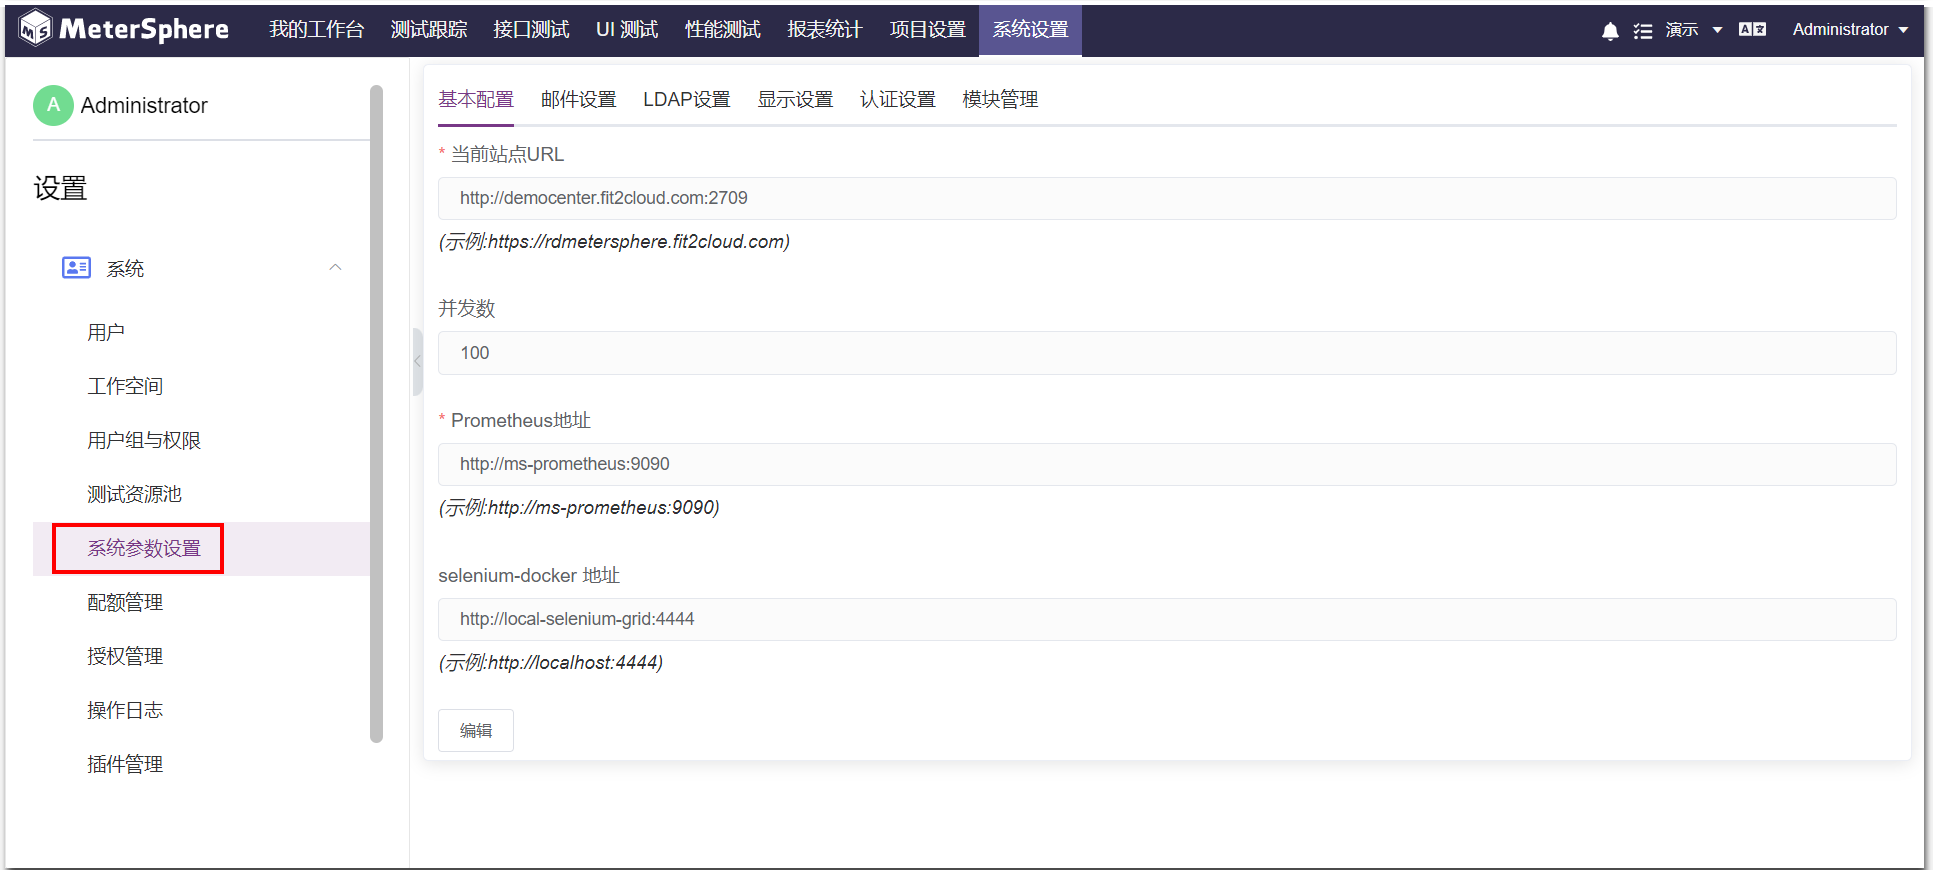 MS MeterSphere 我的工作台 测试跟踪 接口测试 UI 测试 性能测试 报表统计 项目设置 系统设置 演示 Administrator
A Administrator
设置
系统
用户
工作空间
用户组与权限
测试资源池
系统参数设置
配额管理
授权管理
操作日志
插件管理
基本配置 邮件设置 LDAP设置 显示设置 认证设置 模块管理
* 当前站点URL
http://democenter.fit2cloud.com:2709
(示例:https://rdmetersphere.fit2cloud.com)
并发数
100
* Prometheus地址
http://ms-prometheus:9090
(示例:http://ms-prometheus:9090)
selenium-docker 地址
http://local-selenium-grid:4444
(示例:http://localhost:4444)
编辑